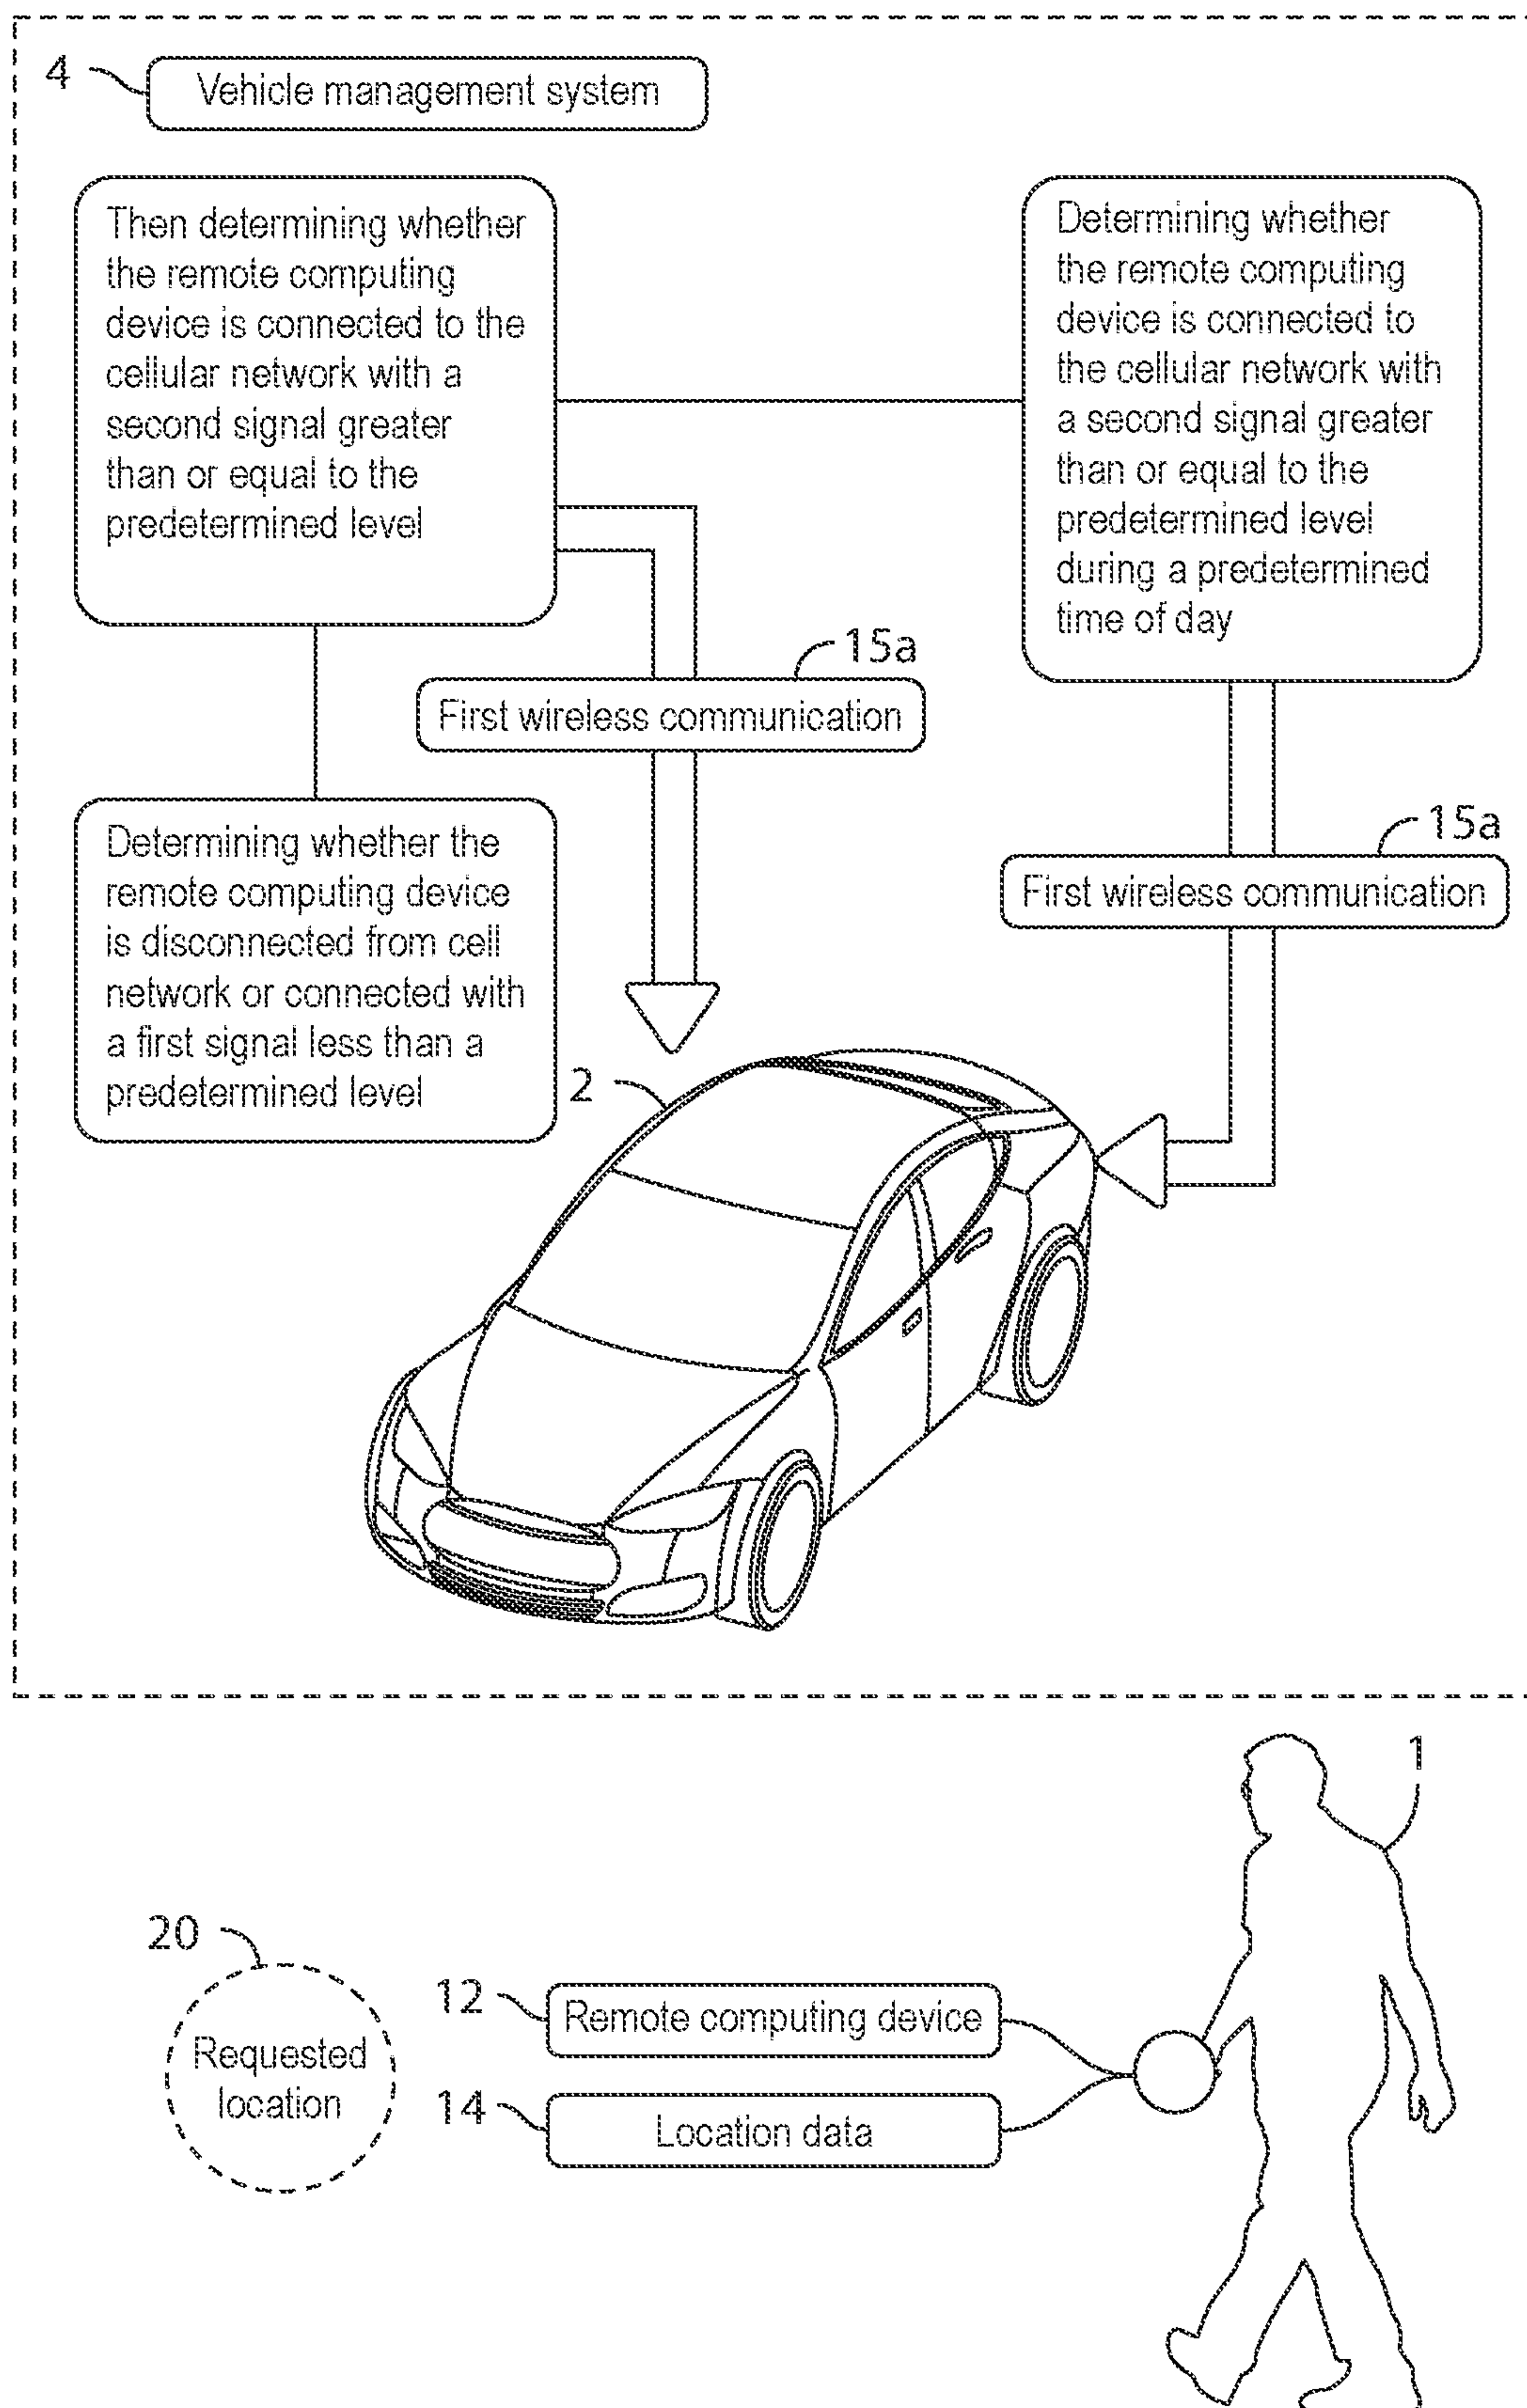 4
Vehicle management system
Then determining whether
the remote computing
device is connected to the
cellular network with a
second signal greater
than or equal to the
predetermined level
Determining whether
the remote computing
device is connected to
the cellular network with
a second signal greater
than or equal to the
predetermined level
during a predetermined
time of day
15a
First wireless communication
15a
First wireless communication
Determining whether the
remote computing device
is disconnected from cell
network or connected with
a first signal less than a
predetermined level
2
1
20
Requested
location
12
Remote computing device
14
Location data